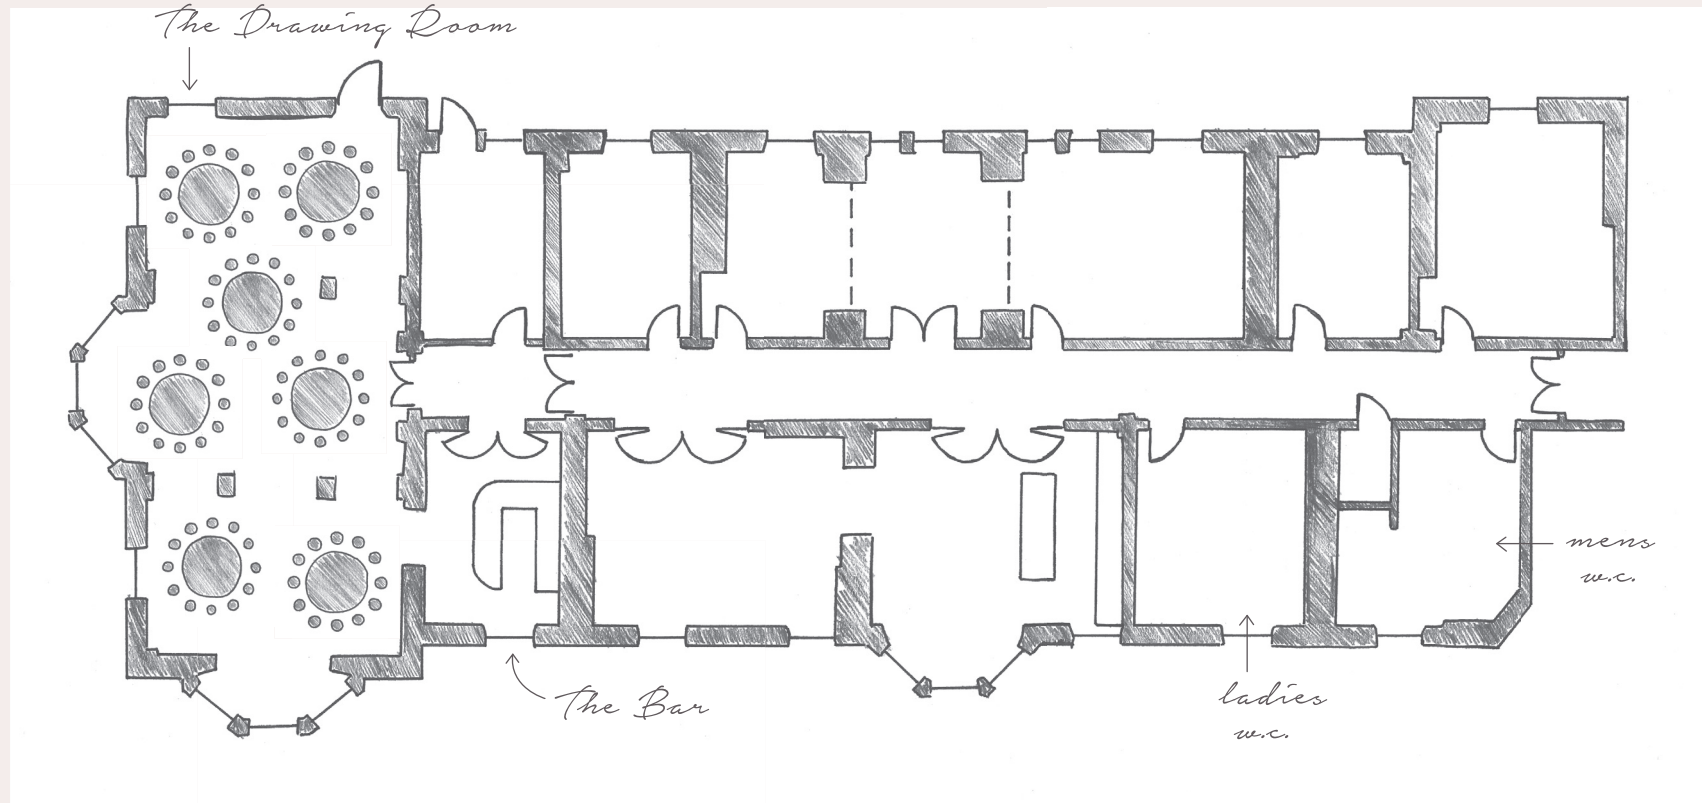 The Drawing Room
mens
w.c.
The Bar
ladies
w.c.